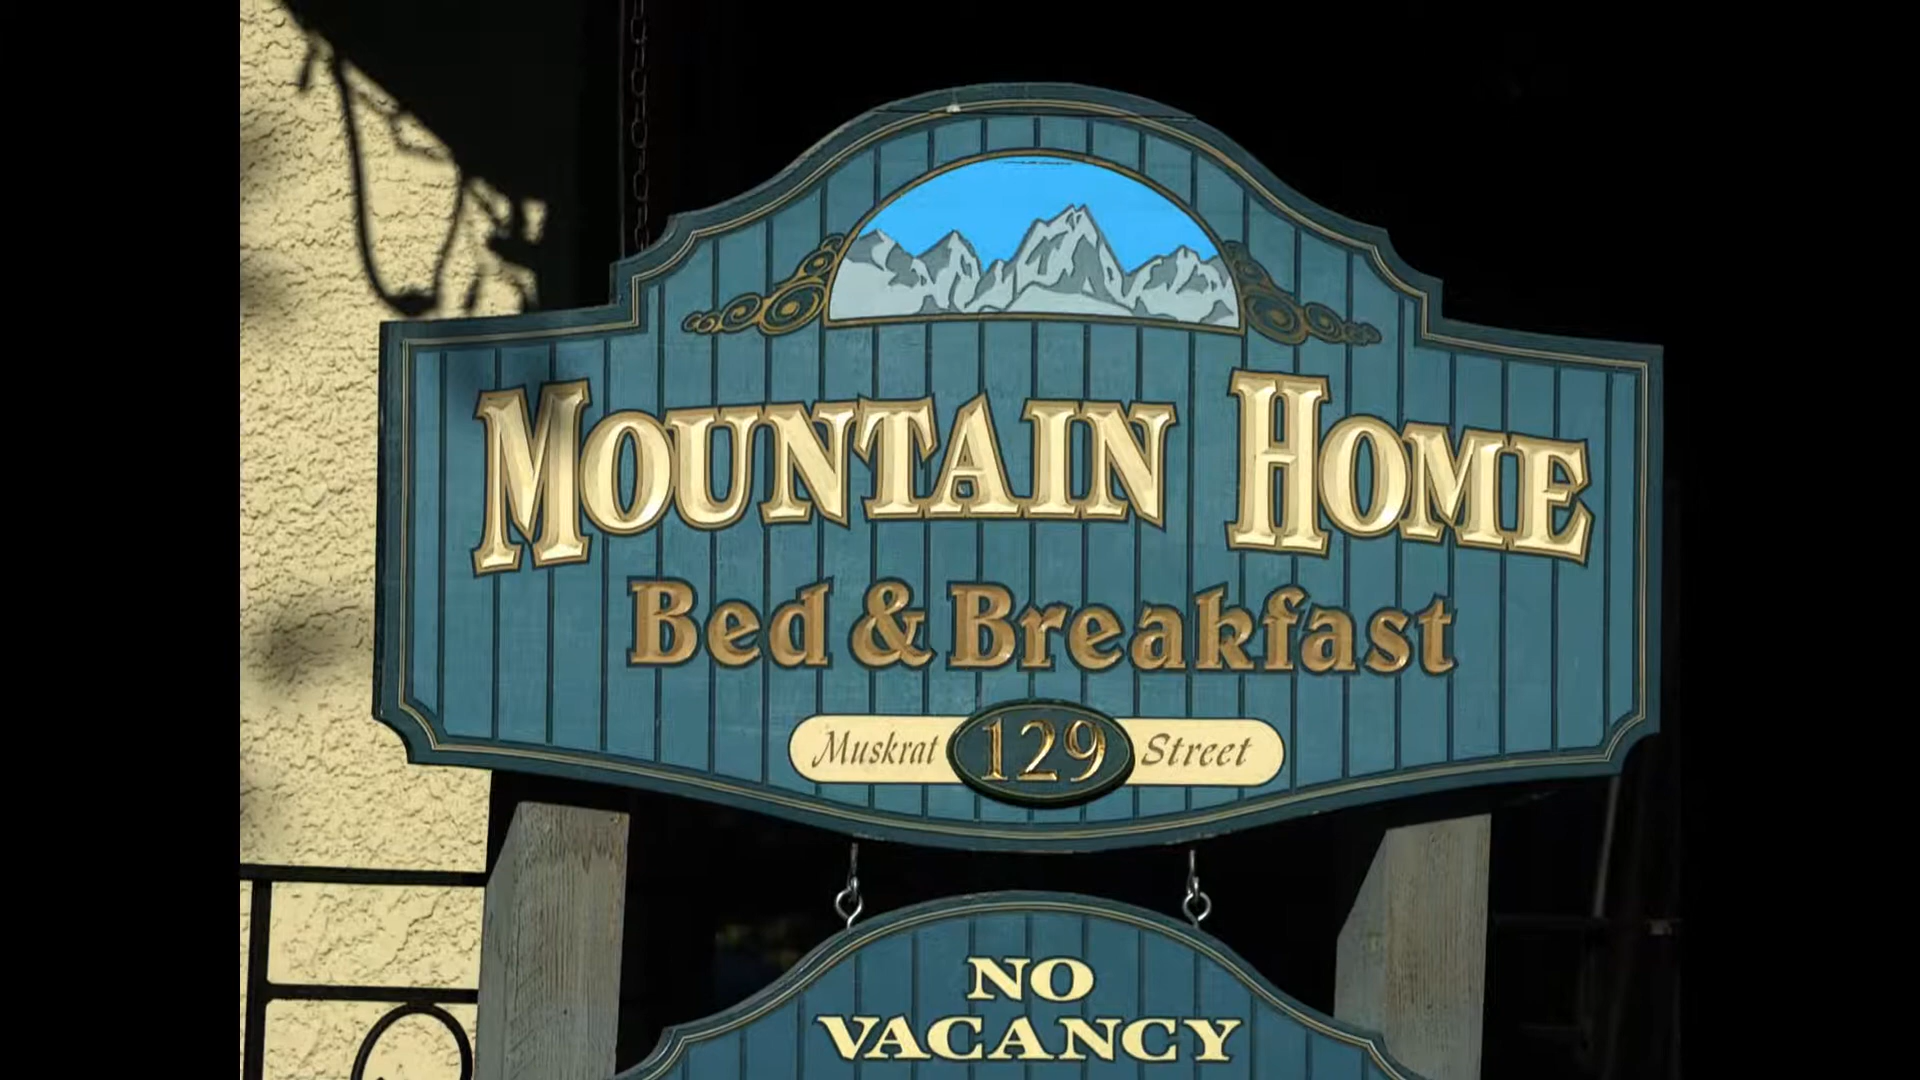 MOUNTAIN HOME
Bed & Breakfast
Muskrat 129 Street
NO
VACANCY